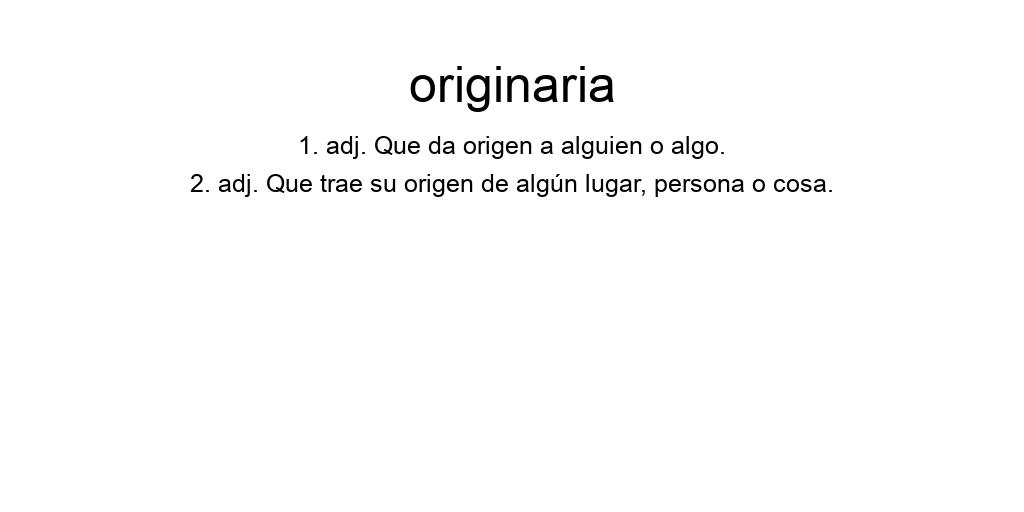 originaria
1. adj. Que da origen a alguien o algo.
2. adj. Que trae su origen de algún lugar, persona o cosa.